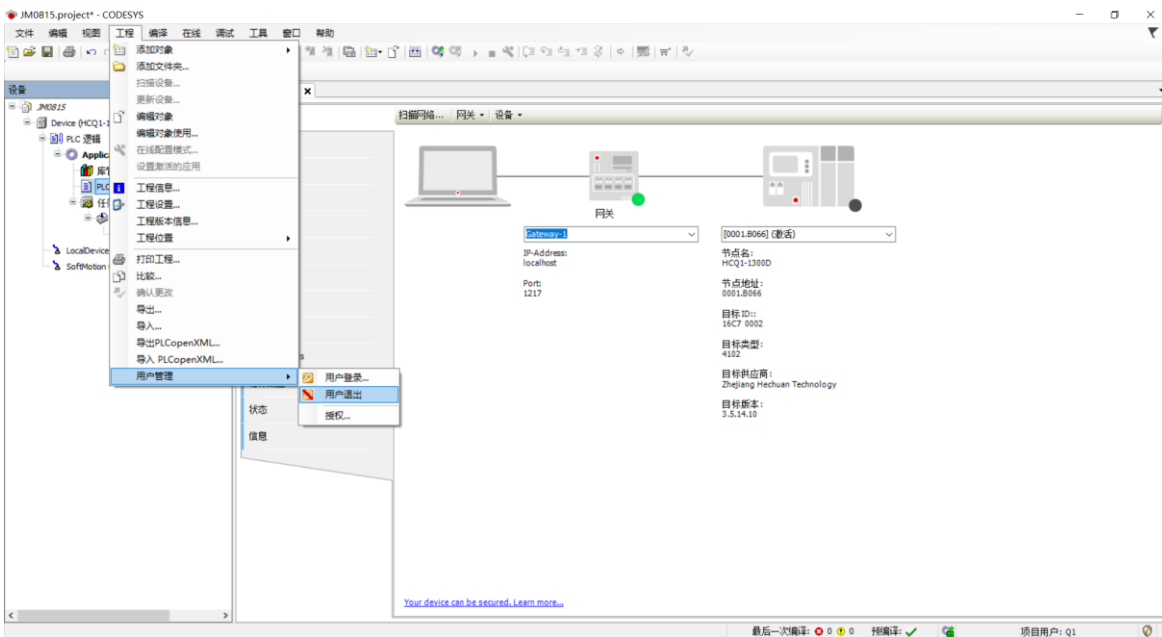 JM0815.project* - CODESYS
文件 编辑 视图 工程 编译 在线 调试 工具 窗口 帮助
添加对象
添加文件夹...
扫描设备...
更新设备...
编辑对象
编辑对象使用...
在线配置模式...
设置激活的应用
工程信息...
工程设置...
工程版本信息...
工程位置
打印工程...
比较...
确认更改
导出...
导入...
导出PLCopenXML...
导入 PLCopenXML...
用户管理
用户登录...
用户退出
授权...
设备
JM0815
Device (HCQ1-1
PLC 逻辑
Applic
PLC
LocalDevice
SoftMotion
状态
信息
扫描网络... 网关 设备
网关
Gateway-1
IP-Address:
localhost
Port:
1217
[0001.B066] (激活)
节点名:
HCQ1-1300D
节点地址:
0001.B066
目标ID::
16C7 0002
目标类型:
4102
目标供应商:
Zhejiang Hechuan Technology
目标版本:
3.5.14.10
Your device can be secured. Learn more...
最后一次编译: 0 0 预编译: 项目用户: Q1